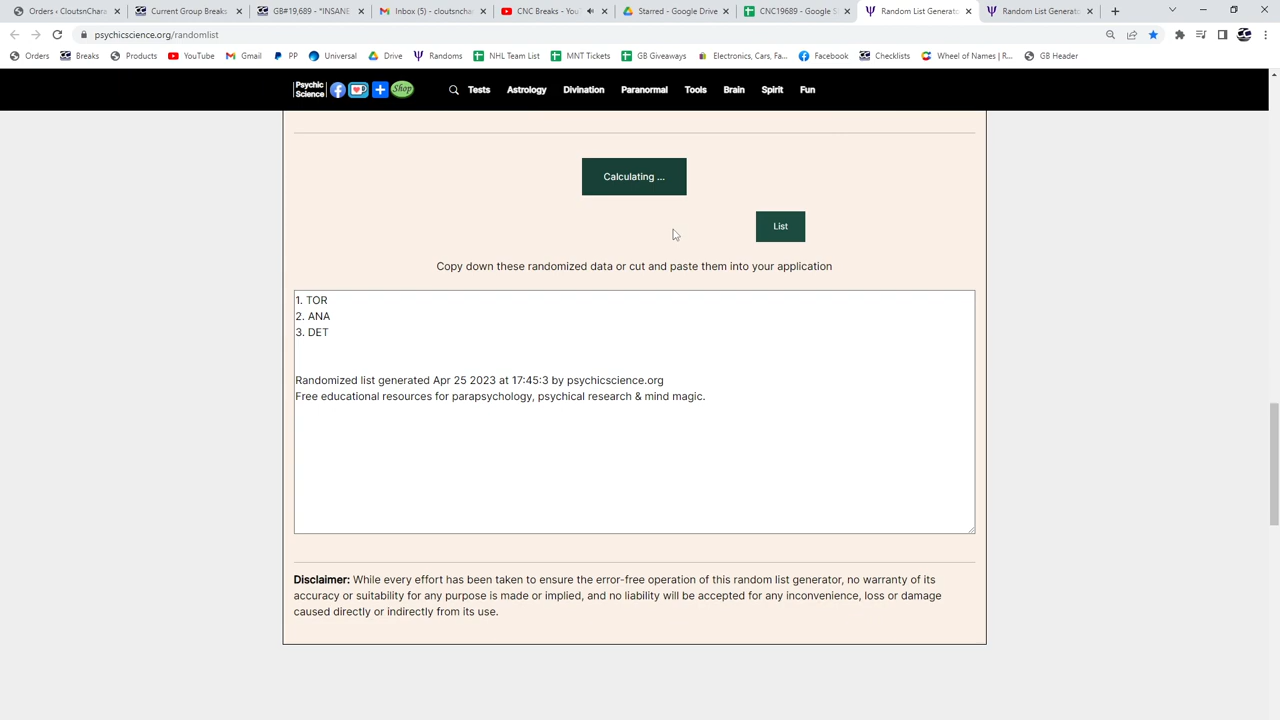 Orders ‹ CloutsnChara
Current Group Breaks
GB#19,689 - *INSANE
Inbox (5) - cloutsnchar
CNC Breaks - You
Starred - Google Drive
CNC19689 - Google S
Random List Generator
Random List Generato
psychicscience.org/randomlist
Orders
Breaks
Products
YouTube
Gmail
PP
Universal
Drive
Randoms
NHL Team List
MNT Tickets
GB Giveaways
Electronics, Cars, Fa...
Facebook
Checklists
Wheel of Names | R...
GB Header
Psychic
Science
Shop
Tests
Astrology
Divination
Paranormal
Tools
Brain
Spirit
Fun
Calculating ...
List
Copy down these randomized data or cut and paste them into your application
1. TOR
2. ANA
3. DET
Randomized list generated Apr 25 2023 at 17:45:3 by psychicscience.org
Free educational resources for parapsychology, psychical research & mind magic.
Disclaimer: While every effort has been taken to ensure the error-free operation of this random list generator, no warranty of its
accuracy or suitability for any purpose is made or implied, and no liability will be accepted for any inconvenience, loss or damage
caused directly or indirectly from its use.